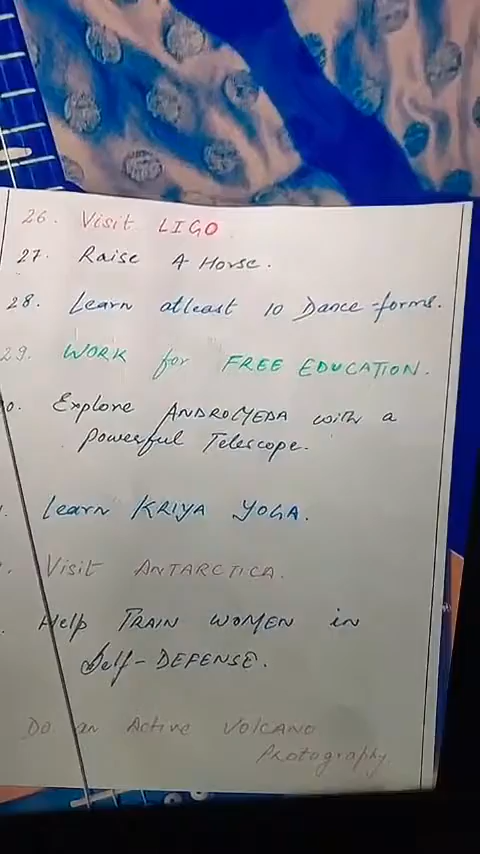 26. Visit LIGO
27. Raise A Horse.
28. Learn atleast 10 Dance-forms.
29. WORK for FREE EDUCATION.
0. Explore ANDROMEDA with a
Powerful Telescope.
. Learn KRIYA YOGA.
. Visit ANTARCTICA.
. Help TRAIN WOMEN in
Self-DEFENSE.
Do an Active VOLCANO
Photography.